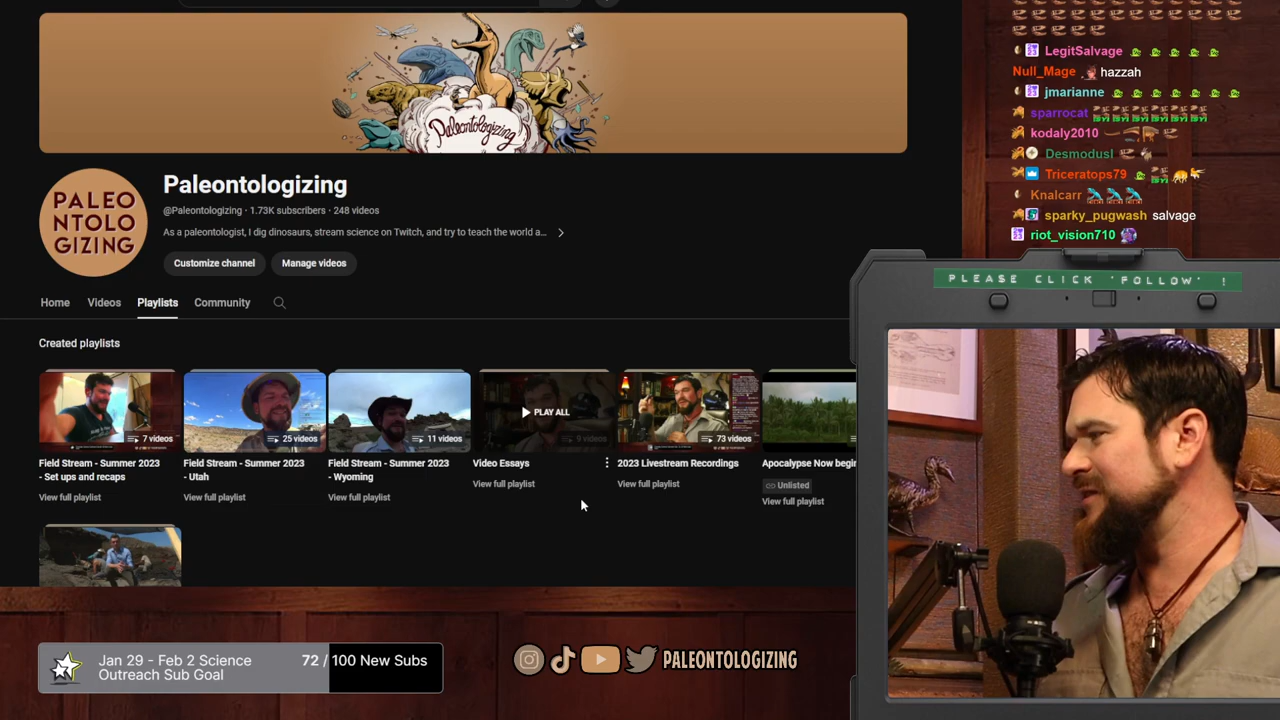 Paleontologizing
PALEO
NTOLO
GIZING
Paleontologizing
@Paleontologizing · 1.73K subscribers · 248 videos
As a paleontologist, I dig dinosaurs, stream science on Twitch, and try to teach the world a...
Customize channel
Manage videos
Home
Videos
Playlists
Community
Created playlists
7 videos
25 videos
11 videos
PLAY ALL
9 videos
73 videos
Field Stream - Summer 2023
- Set ups and recaps
View full playlist
Field Stream - Summer 2023
- Utah
View full playlist
Field Stream - Summer 2023
- Wyoming
View full playlist
Video Essays
View full playlist
2023 Livestream Recordings
View full playlist
Apocalypse Now begin
Unlisted
View full playlist
LegitSalvage
Null_Mage hazzah
jmarianne
sparrocat
kodaly2010
Desmodusl
Triceratops79
Knalcarr
sparky_pugwash salvage
riot_vision710
PLEASE CLICK 'FOLLOW' !
Jan 29 - Feb 2 Science
Outreach Sub Goal
72 / 100 New Subs
PALEONTOLOGIZING